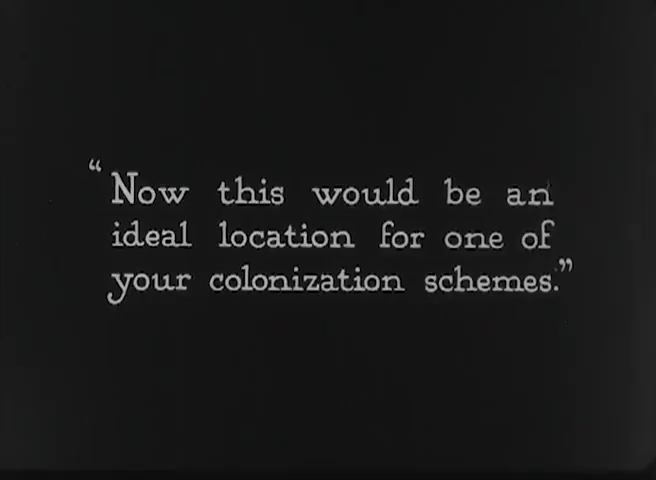 “Now this would be an
ideal location for one of
your colonization schemes.”